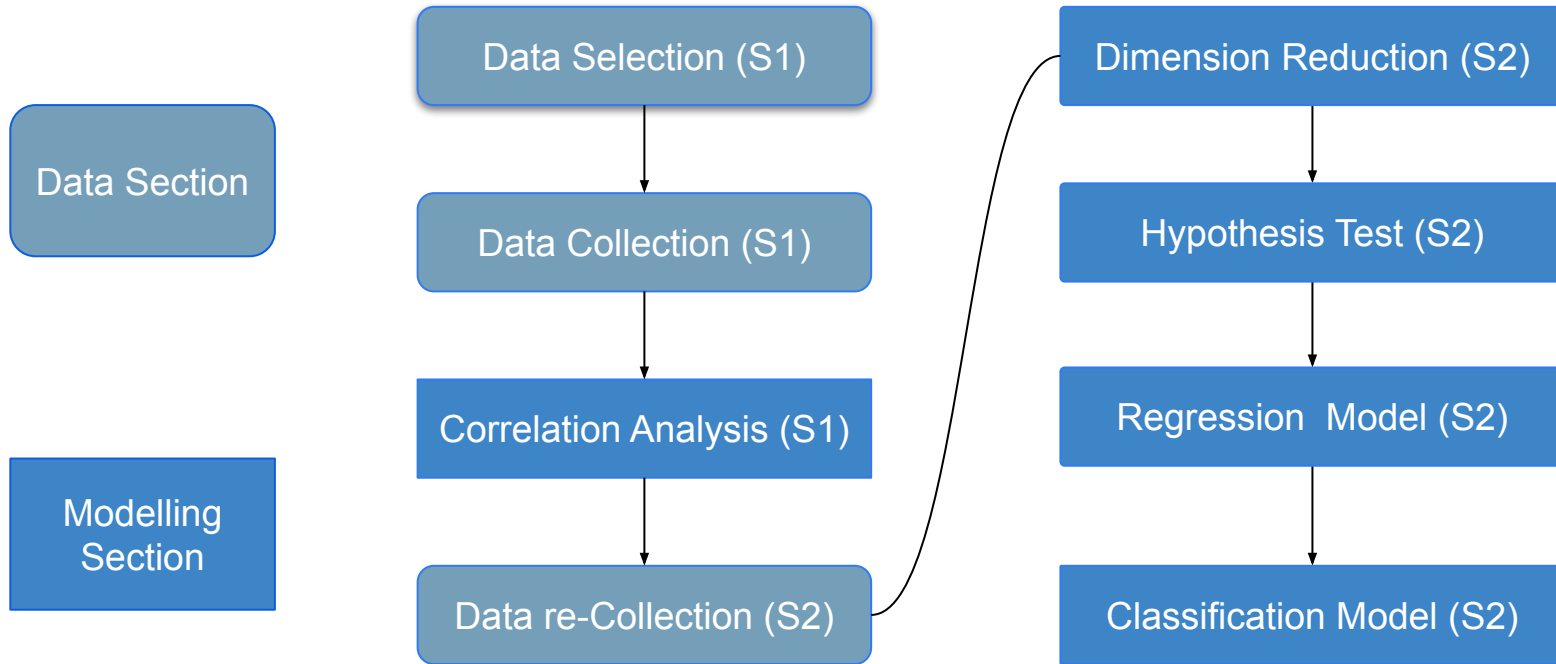 Data Section
Modelling
Section
Data Selection (S1)
Data Collection (S1)
Correlation Analysis (S1)
Data re-Collection (S2)
Dimension Reduction (S2)
Hypothesis Test (S2)
Regression  Model (S2)
Classification Model (S2)